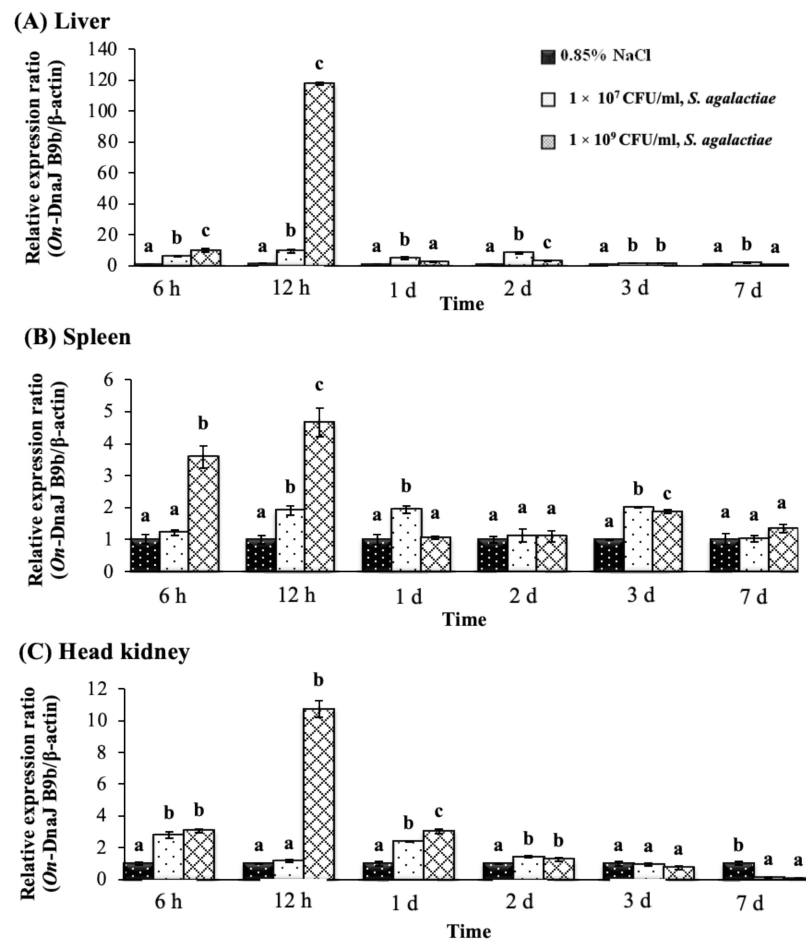 (A) Liver
Relative expression ratio
(On-DnaJ B9b/β-actin)
140
120
100
80
60
40
20
0
0.85% NaCl
1 × 10⁷ CFU/ml, S. agalactiae
1 × 10⁹ CFU/ml, S. agalactiae
a b c a b c a b a a b c a b b a b a
6 h 12 h 1 d 2 d 3 d 7 d
Time
(B) Spleen
Relative expression ratio
(On-DnaJ B9b/β-actin)
6
5
4
3
2
1
0
a a b a b c a b a a a a a b c a a a
6 h 12 h 1 d 2 d 3 d 7 d
Time
(C) Head kidney
Relative expression ratio
(On-DnaJ B9b/β-actin)
12
10
8
6
4
2
0
a b b a a b a b c a b b a a a b a a
6 h 12 h 1 d 2 d 3 d 7 d
Time